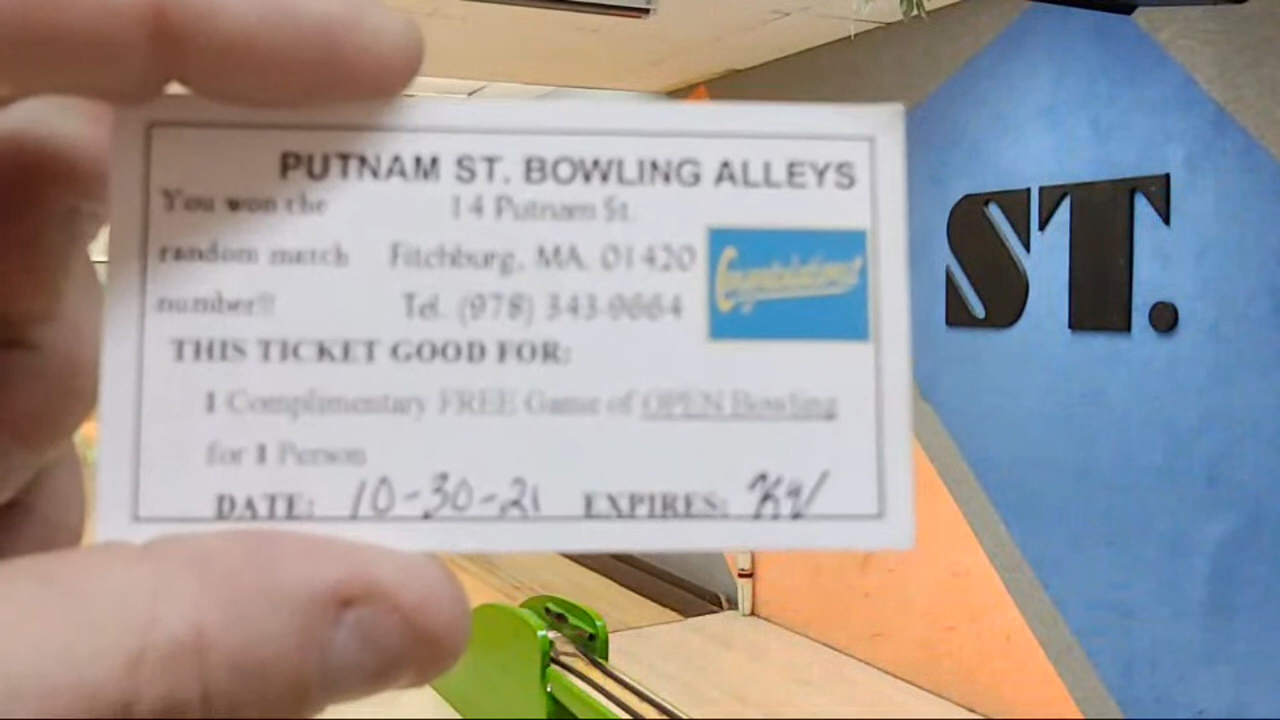 PUTNAM ST. BOWLING ALLEYS
You won the 14 Putnam St.
random match Fitchburg, MA. 01420
number!! Tel. (978) 343-9664
Congratulations!
THIS TICKET GOOD FOR:
1 Complimentary FREE Game of OPEN Bowling
for 1 Person
DATE: 10-30-21 EXPIRES:
ST.